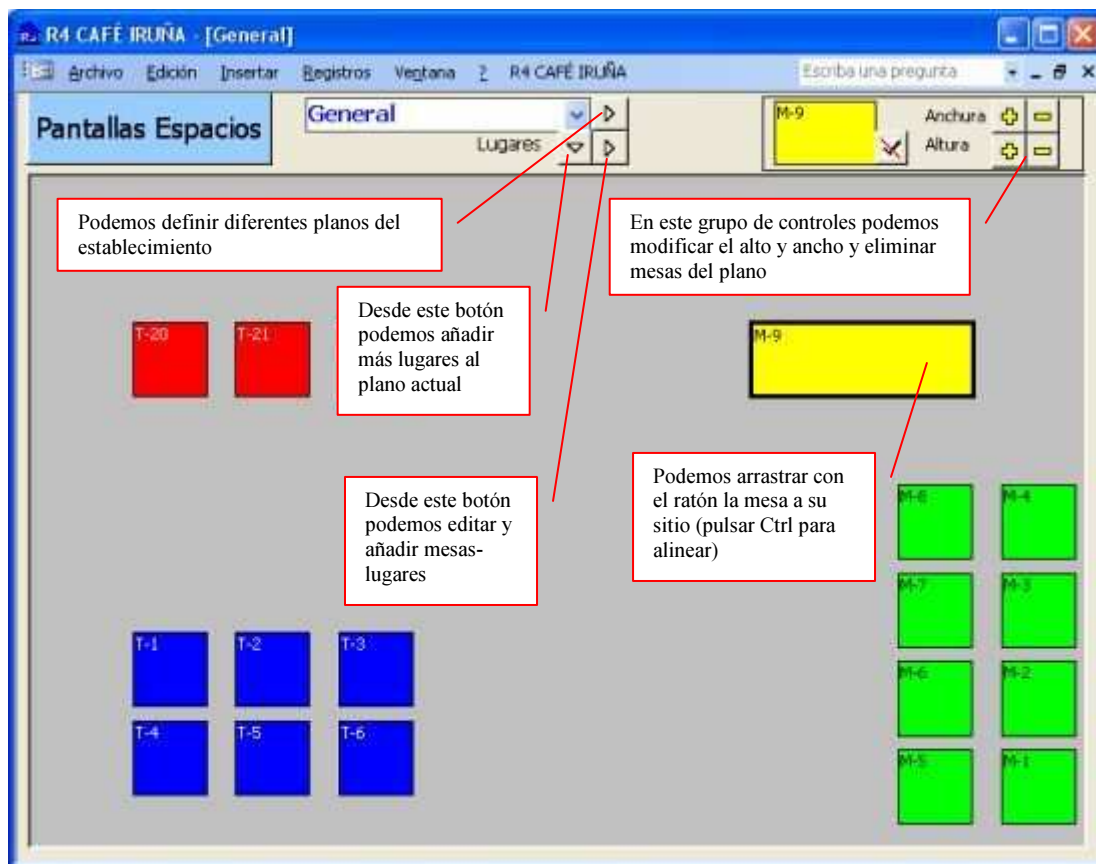 R4 CAFÉ IRUÑA - [General]
Archivo Edición Insertar Registros Ventana ? R4 CAFÉ IRUÑA Escriba una pregunta
Pantallas Espacios
General
Lugares
M-9
Anchura
Altura
Podemos definir diferentes planos del
establecimiento
En este grupo de controles podemos
modificar el alto y ancho y eliminar
mesas del plano
Desde este botón
podemos añadir
más lugares al
plano actual
T-20 T-21
M-9
Podemos arrastrar con
el ratón la mesa a su
sitio (pulsar Ctrl para
alinear)
Desde este botón
podemos editar y
añadir mesas-
lugares
M-8 M-4
M-7 M-3
T-1 T-2 T-3
M-6 M-2
T-4 T-5 T-6
M-5 M-1